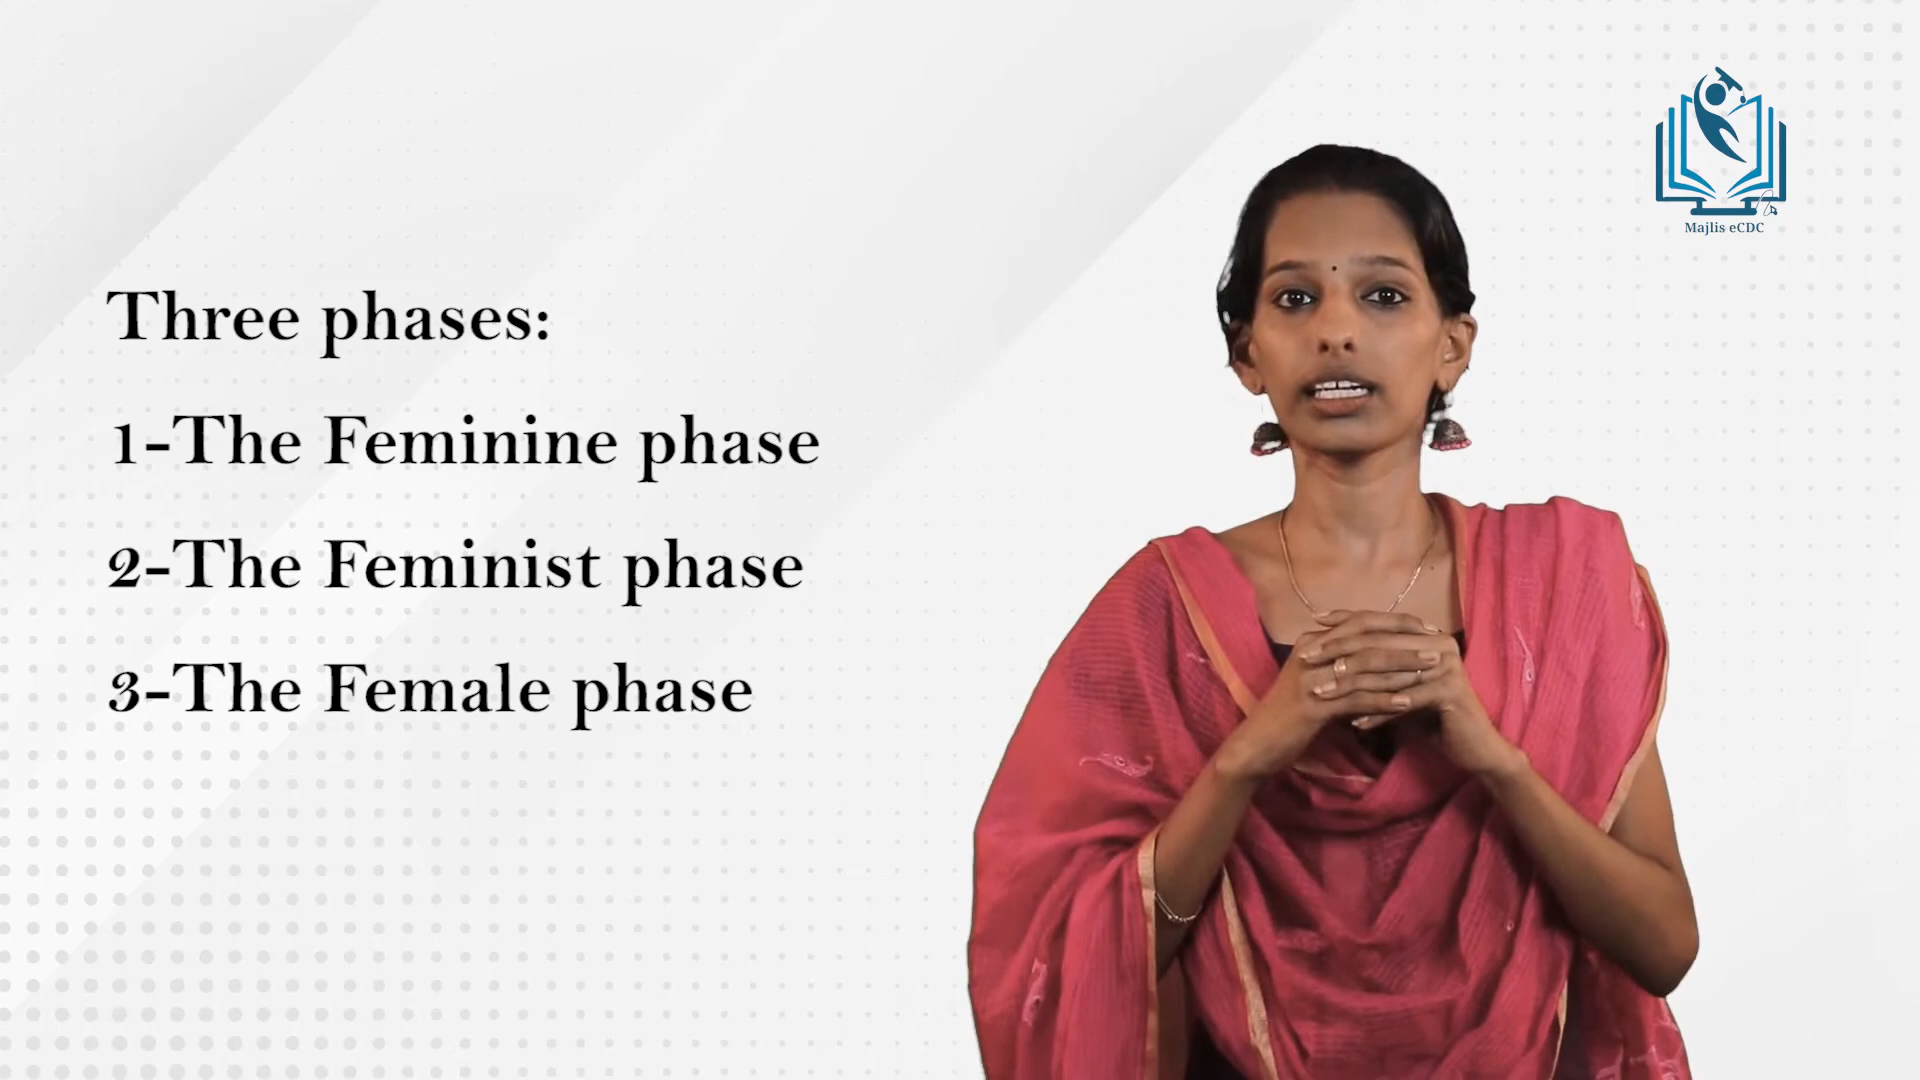 Three phases:
1-The Feminine phase
2-The Feminist phase
3-The Female phase
Majlis eCDC